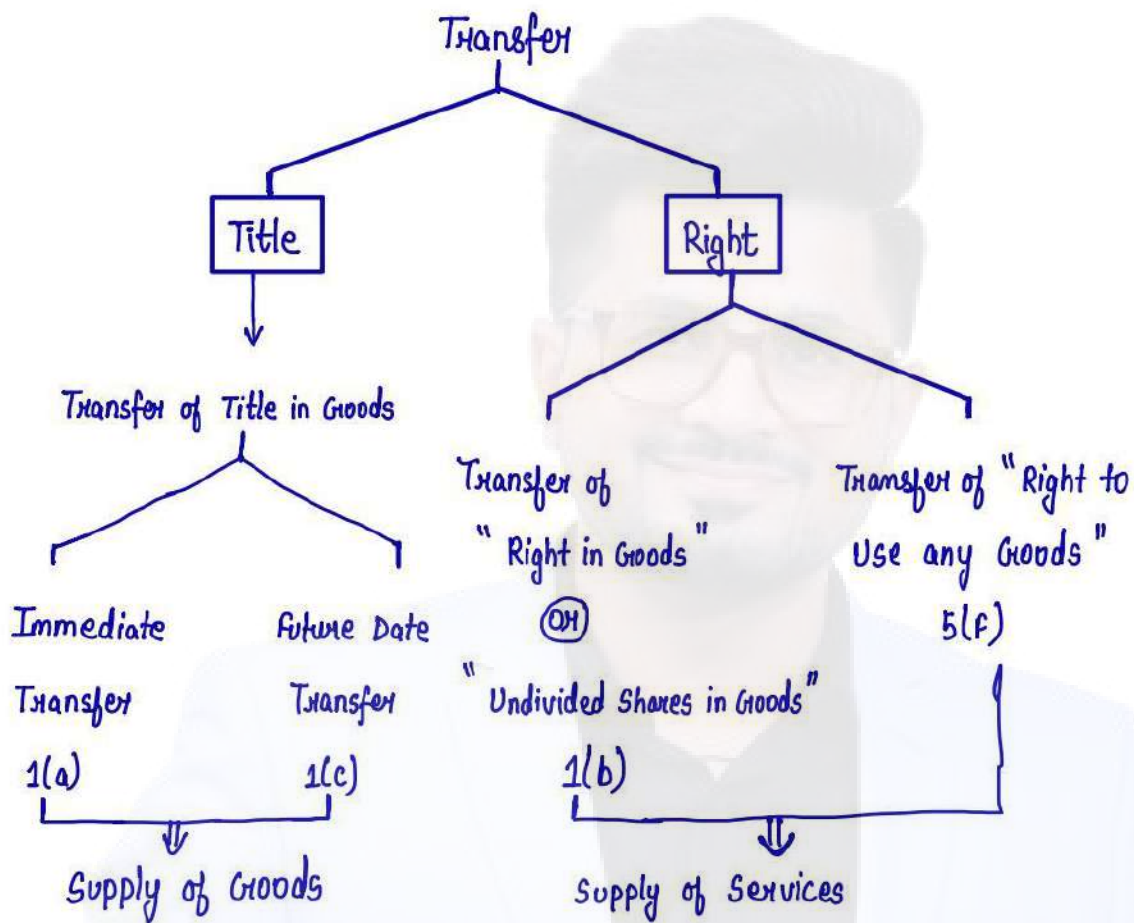 Transfer
Title
Right
Transfer of Title in Goods
Immediate
Transfer
1(a)
Future Date
Transfer
1(c)
Supply of Goods
Transfer of
"Right in Goods"
OR
"Undivided Shares in Goods"
1(b)
Transfer of "Right to
Use any Goods"
5(f)
Supply of Services